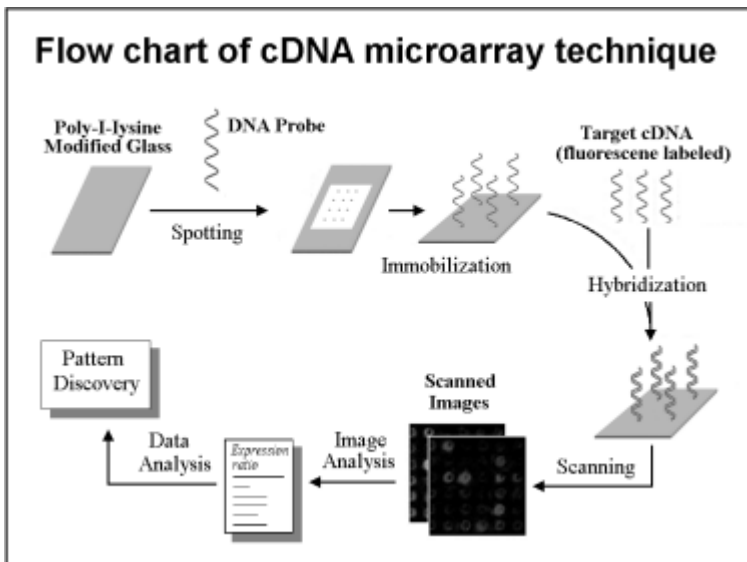 Flow chart of cDNA microarray technique
Poly-I-lysine
Modified Glass
DNA Probe
Target cDNA
(fluorescene labeled)
Spotting
Immobilization
Hybridization
Pattern
Discovery
Scanned
Images
Data
Analysis
Expression
ratio
Image
Analysis
Scanning